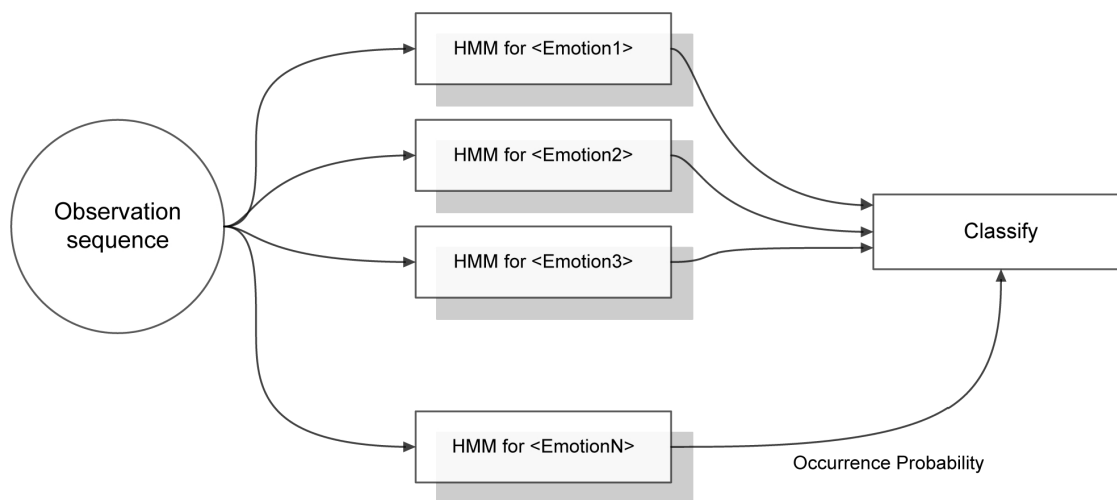 HMM for <Emotion1>
HMM for <Emotion2>
Observation
sequence
Classify
HMM for <Emotion3>
HMM for <EmotionN>
Occurrence Probability